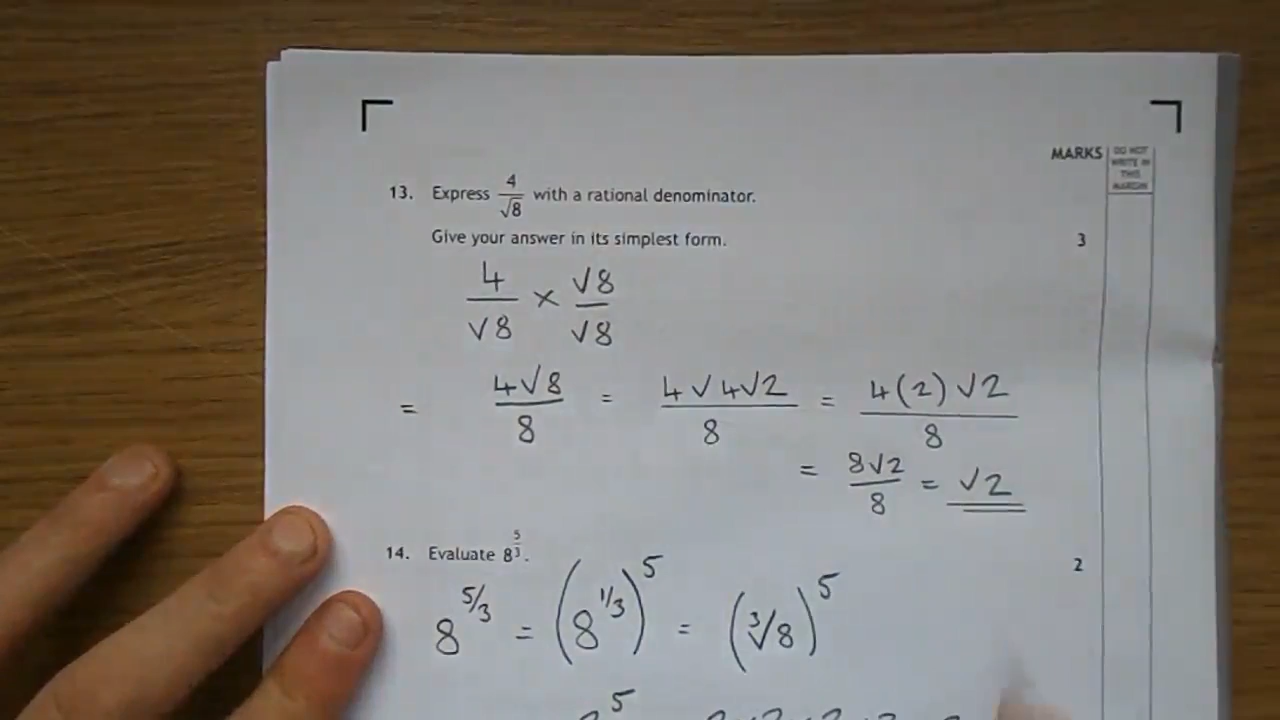 MARKS
DO NOT
WRITE IN
THIS
MARGIN
13. Express 4/√8 with a rational denominator.
Give your answer in its simplest form. 3
4/√8 × √8/√8
= 4√8/8 = 4√4√2/8 = 4(2)√2/8
= 8√2/8 = √2
14. Evaluate 8^(5/3). 2
8^(5/3) = (8^(1/3))^5 = (∛8)^5